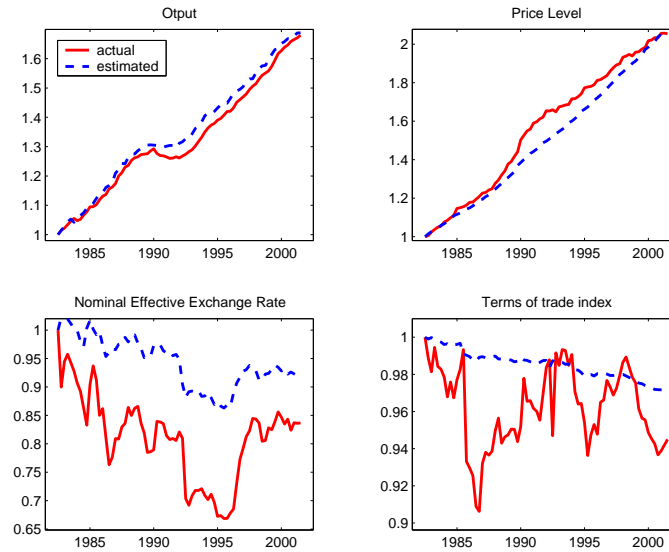 Otput
1.6
1.5
1.4
1.3
1.2
1.1
1
1985 1990 1995 2000
actual
estimated
Price Level
2
1.8
1.6
1.4
1.2
1
1985 1990 1995 2000
Nominal Effective Exchange Rate
1
0.95
0.9
0.85
0.8
0.75
0.7
0.65
1985 1990 1995 2000
Terms of trade index
1
0.98
0.96
0.94
0.92
0.9
1985 1990 1995 2000